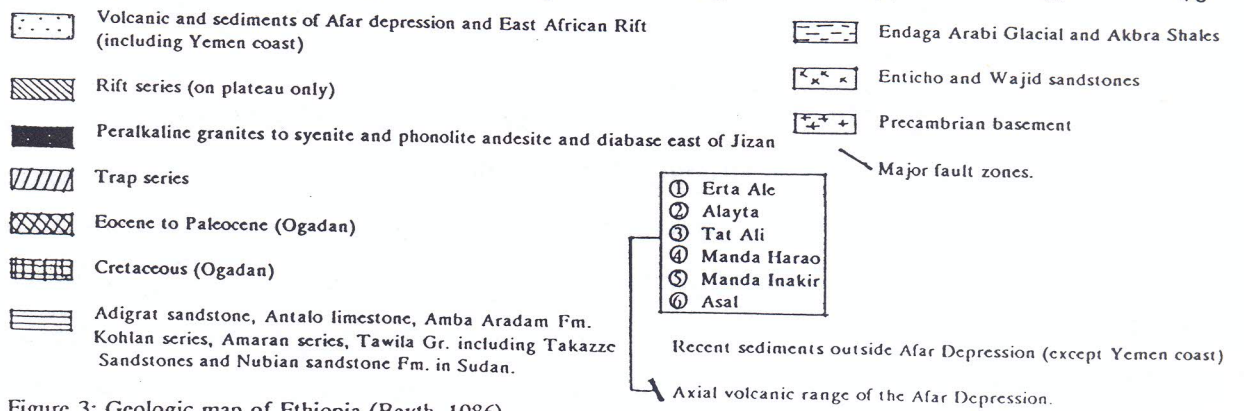 Volcanic and sediments of Afar depression and East African Rift
(including Yemen coast)
Rift series (on plateau only)
Peralkaline granites to syenite and phonolite andesite and diabase east of Jizan
Trap series
Eocene to Paleocene (Ogadan)
Cretaceous (Ogadan)
Adigrat sandstone, Antalo limestone, Amba Aradam Fm.
Kohlan series, Amaran series, Tawila Gr. including Takazze
Sandstones and Nubian sandstone Fm. in Sudan.
Endaga Arabi Glacial and Akbra Shales
Enticho and Wajid sandstones
Precambrian basement
Major fault zones.
① Erta Ale
② Alayta
③ Tat Ali
④ Manda Harao
⑤ Manda Inakir
⑥ Asal
Recent sediments outside Afar Depression (except Yemen coast)
Axial volcanic range of the Afar Depression.
Figure 3: Geologic map of Ethiopia